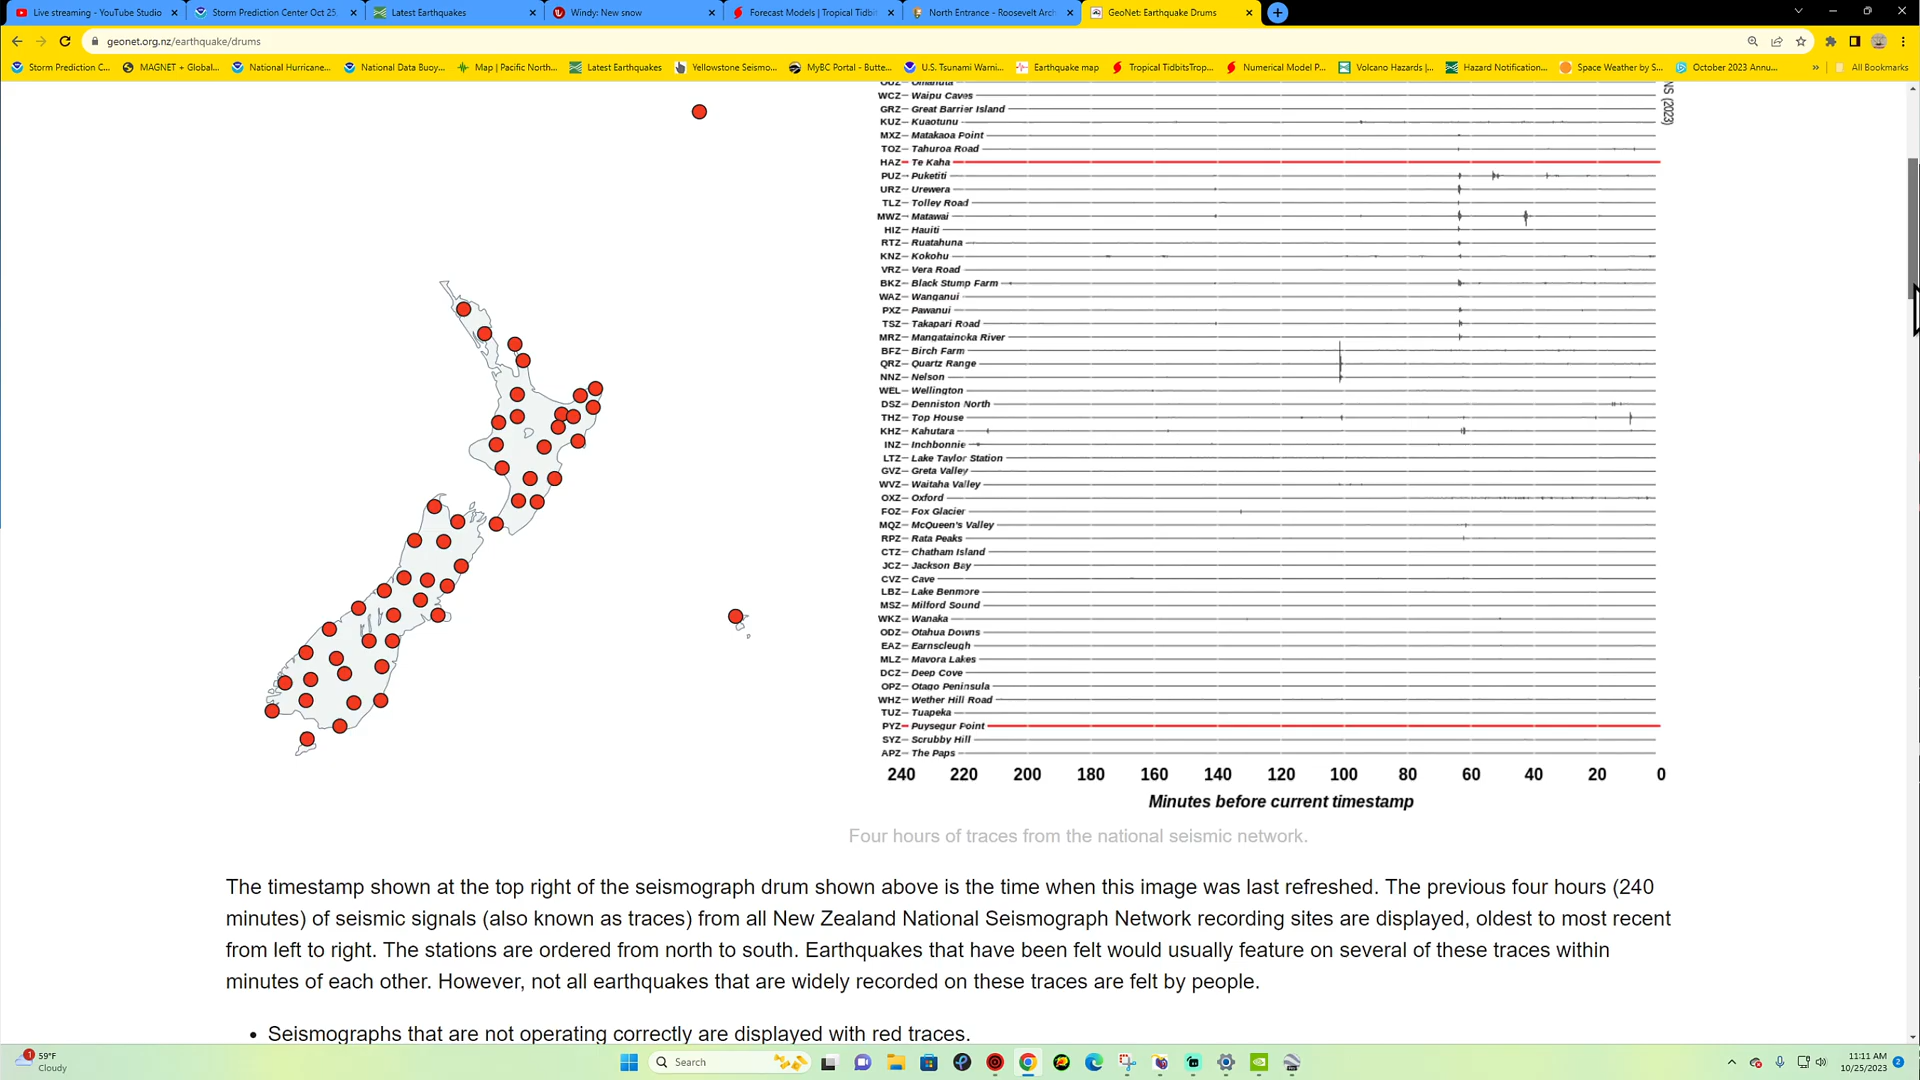 Live streaming - YouTube Studio
Storm Prediction Center Oct 25,
Latest Earthquakes
Windy: New snow
Forecast Models | Tropical Tidbit
North Entrance - Roosevelt Arch
GeoNet: Earthquake Drums
geonet.org.nz/earthquake/drums
Storm Prediction C...
MAGNET + Global...
National Hurricane...
National Data Buoy...
Map | Pacific North...
Latest Earthquakes
Yellowstone Seismo...
MyBC Portal - Butte...
U.S. Tsunami Warni...
Earthquake map
Tropical TidbitsTrop...
Numerical Model P...
Volcano Hazards |...
Hazard Notification...
Space Weather by S...
October 2023 Annu...
All Bookmarks
NS (2023)
OUZ Omahuta
WCZ Waipu Caves
GRZ Great Barrier Island
KUZ Kuaotunu
MXZ Matakaoa Point
TOZ Tahuroa Road
HAZ Te Kaha
PUZ Puketiti
URZ Urewera
TLZ Tolley Road
MWZ Matawai
HIZ Hauiti
RTZ Ruatahuna
KNZ Kokohu
VRZ Vera Road
BKZ Black Stump Farm
WAZ Wanganui
PXZ Pawanui
TSZ Takapari Road
MRZ Mangatainoka River
BFZ Birch Farm
QRZ Quartz Range
NNZ Nelson
WEL Wellington
DSZ Denniston North
THZ Top House
KHZ Kahutara
INZ Inchbonnie
LTZ Lake Taylor Station
GVZ Greta Valley
WVZ Waitaha Valley
OXZ Oxford
FOZ Fox Glacier
MQZ McQueen's Valley
RPZ Rata Peaks
CTZ Chatham Island
JCZ Jackson Bay
CVZ Cave
LBZ Lake Benmore
MSZ Milford Sound
WKZ Wanaka
ODZ Otahua Downs
EAZ Earnscleugh
MLZ Mavora Lakes
DCZ Deep Cove
OPZ Otago Peninsula
WHZ Wether Hill Road
TUZ Tuapeka
PYZ Puysegur Point
SYZ Scrubby Hill
APZ The Paps
240 220 200 180 160 140 120 100 80 60 40 20 0
Minutes before current timestamp
Four hours of traces from the national seismic network.
The timestamp shown at the top right of the seismograph drum shown above is the time when this image was last refreshed. The previous four hours (240
minutes) of seismic signals (also known as traces) from all New Zealand National Seismograph Network recording sites are displayed, oldest to most recent
from left to right. The stations are ordered from north to south. Earthquakes that have been felt would usually feature on several of these traces within
minutes of each other. However, not all earthquakes that are widely recorded on these traces are felt by people.
• Seismographs that are not operating correctly are displayed with red traces.
1
59°F
Cloudy
Search
11:11 AM
10/25/2023
2